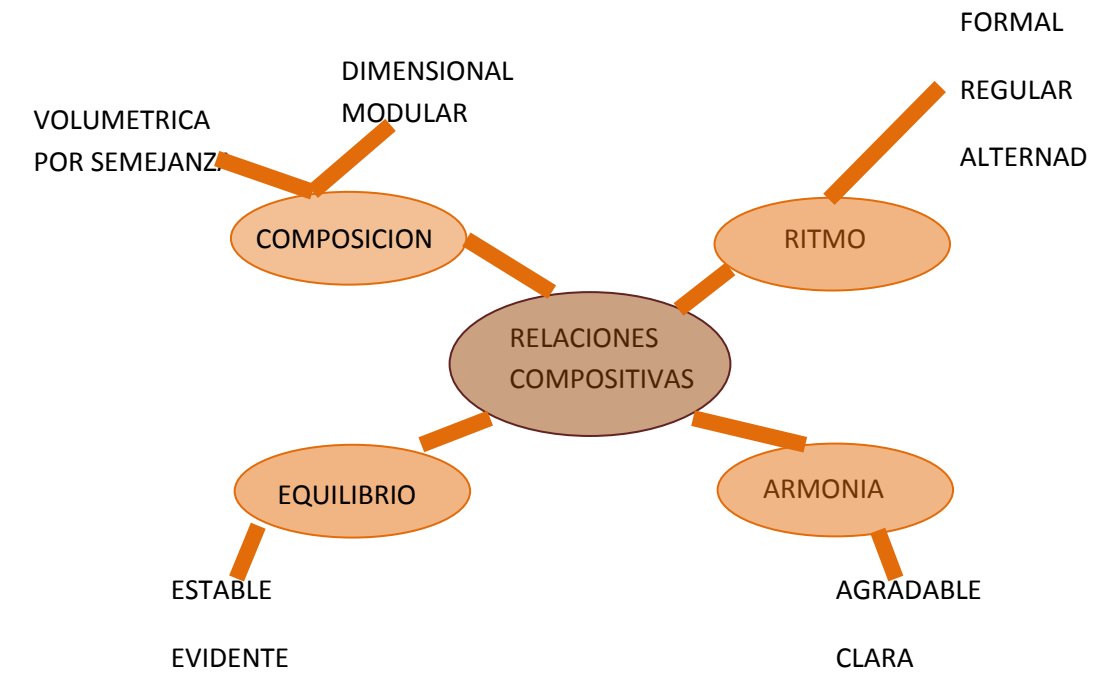 FORMAL
DIMENSIONAL
MODULAR
REGULAR
VOLUMETRICA
POR SEMEJANZA
ALTERNAD
COMPOSICION
RITMO
RELACIONES
COMPOSITIVAS
EQUILIBRIO
ARMONIA
ESTABLE
AGRADABLE
EVIDENTE
CLARA